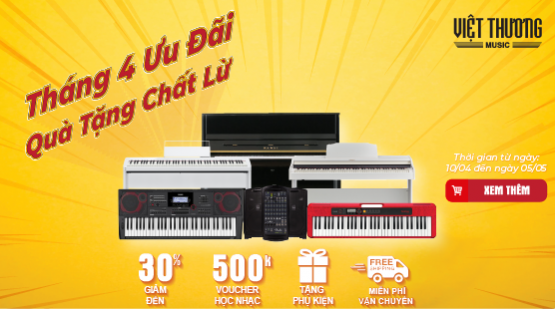 VIỆT THƯƠNG
MUSIC
Tháng 4 Ưu Đãi
Quà Tặng Chất Lừ
Thời gian từ ngày:
10/04 đến ngày 05/05
XEM THÊM
30%
GIẢM
ĐẾN
500k
VOUCHER
HỌC NHẠC
TẶNG
PHỤ KIỆN
FREE
SHIPPING
MIỄN PHÍ
VẬN CHUYỂN